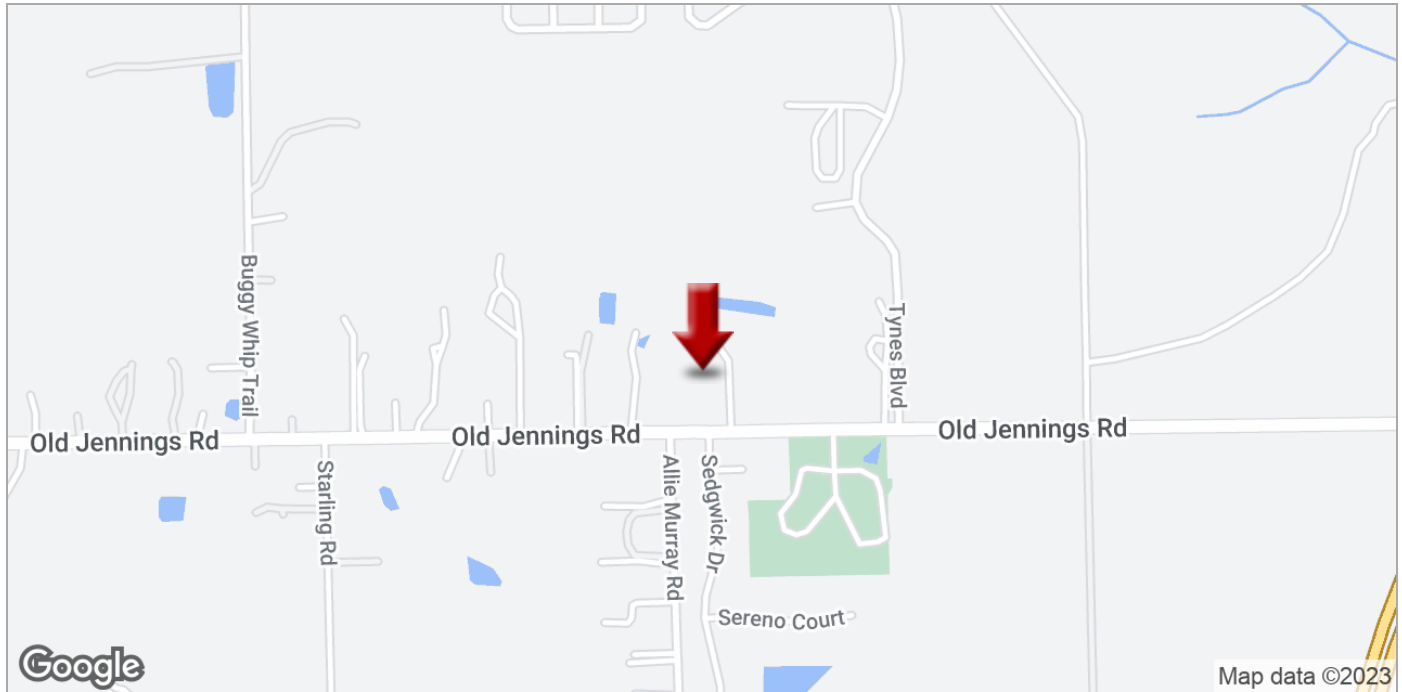 Buggy Whip Trail
Tynes Blvd
Old Jennings Rd
Old Jennings Rd
Old Jennings Rd
Starling Rd
Allie Murray Rd
Sedgwick Dr
Sereno Court
Google
Map data ©2023